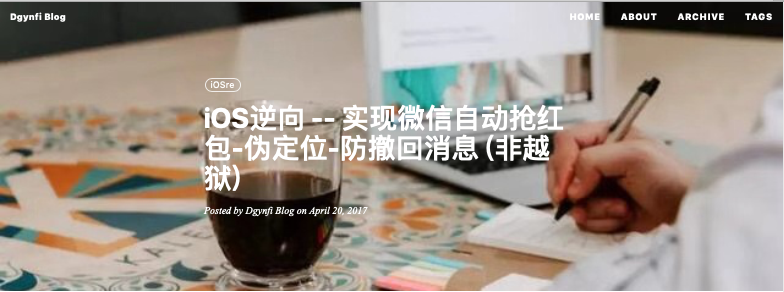 Dgynfi Blog
HOME ABOUT ARCHIVE TAGS
iOSre
iOS逆向 -- 实现微信自动抢红
包-伪定位-防撤回消息 (非越
狱)
Posted by Dgynfi Blog on April 20, 2017
KALE